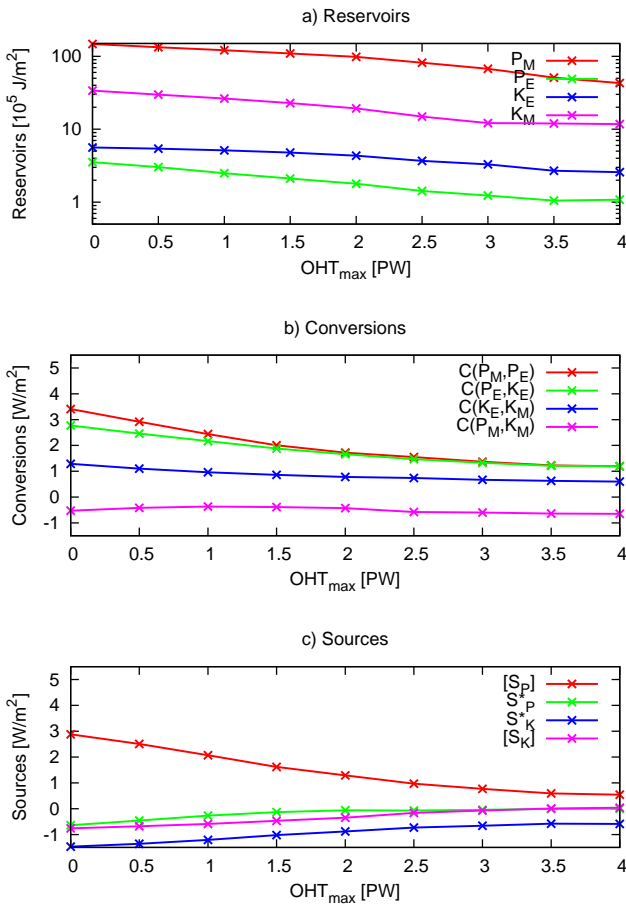 a) Reservoirs
Reservoirs [10^5 J/m^2]
100
10
1
P_M
P_E
K_E
K_M
0 0.5 1 1.5 2 2.5 3 3.5 4
OHT_max [PW]
b) Conversions
Conversions [W/m^2]
5
4
3
2
1
0
-1
C(P_M,P_E)
C(P_E,K_E)
C(K_E,K_M)
C(P_M,K_M)
0 0.5 1 1.5 2 2.5 3 3.5 4
OHT_max [PW]
c) Sources
Sources [W/m^2]
5
4
3
2
1
0
-1
[S_P]
S^*_P
S^*_K
[S_K]
0 0.5 1 1.5 2 2.5 3 3.5 4
OHT_max [PW]